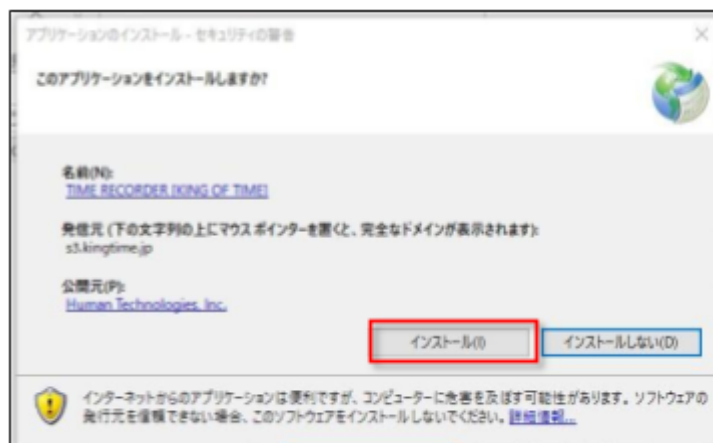 アプリケーションのインストール - セキュリティの警告
このアプリケーションをインストールしますか?
名前(N):
TIME RECORDER [KING OF TIME]
発信元 (下の文字列の上にマウス ポインターを置くと、完全なドメインが表示されます):
s3.kingtime.jp
公開元(P):
Human Technologies, Inc.
インストール(I) インストールしない(D)
インターネットからのアプリケーションは便利ですが、コンピューターに危害を及ぼす可能性があります。ソフトウェアの
発行元を信頼できない場合、このソフトウェアをインストールしないでください。詳細情報...